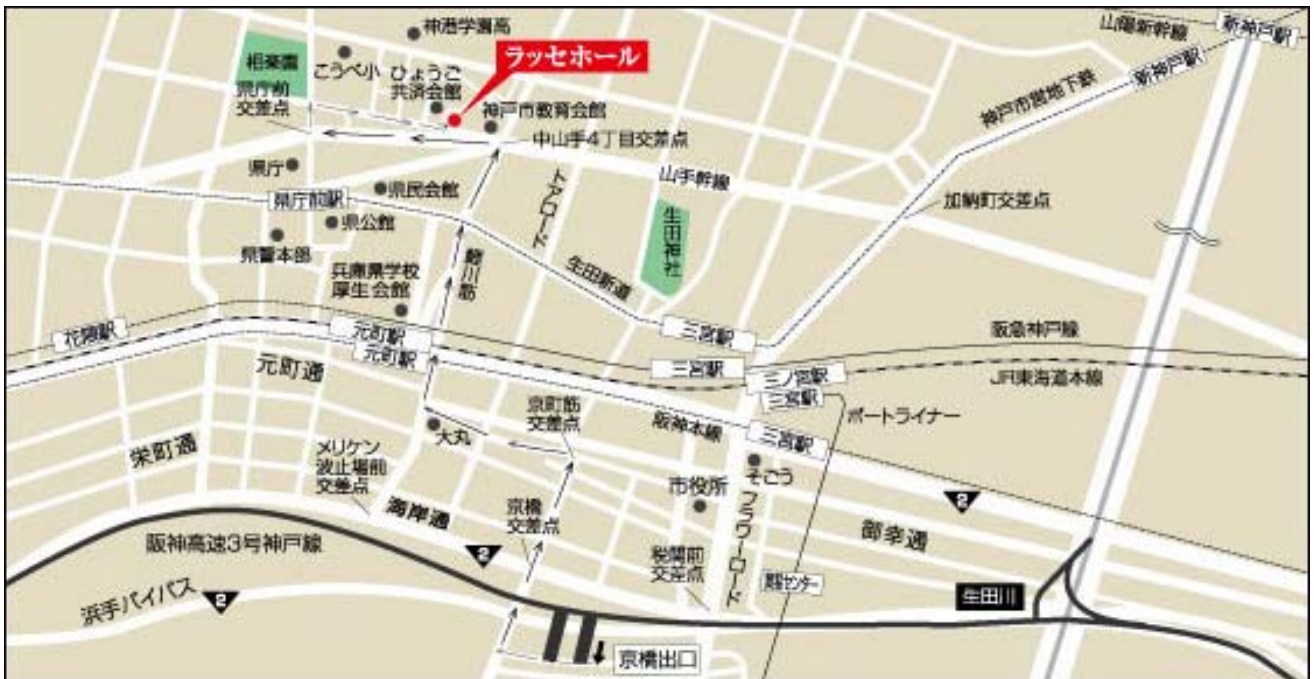 神港学園高
ラッセホール
相楽園
こうべ小
ひょうご
共済会館
県庁前
交差点
神戸市教育会館
中山手4丁目交差点
山陽新幹線
新神戸駅
新神戸駅
神戸市営地下鉄
県庁
県庁前駅
県民会館
県公館
県警本部
兵庫県学校
厚生会館
鯉川筋
トアロード
山手幹線
生田神社
生田新道
加納町交差点
花隈駅
元町駅
元町駅
三宮駅
三宮駅
三ノ宮駅
三宮駅
三宮駅
阪急神戸線
JR東海道本線
ポートライナー
元町通
大丸
京町筋
交差点
阪神本線
栄町通
メリケン
波止場前
交差点
海岸通
2
京橋
交差点
市役所
そごう
フラワーロード
2
御幸通
税関前
交差点
阪神高速3号神戸線
浜手バイパス
2
生田川
京橋出口